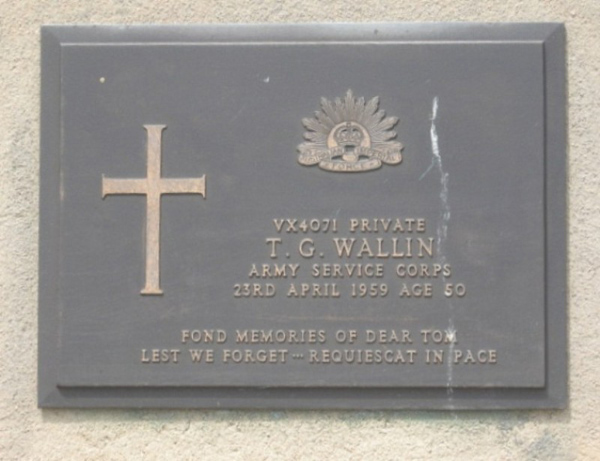 VX4071 PRIVATE
T. G. WALLIN
ARMY SERVICE CORPS
23RD APRIL 1959 AGE 50
FOND MEMORIES OF DEAR TOM
LEST WE FORGET --- REQUIESCAT IN PACE